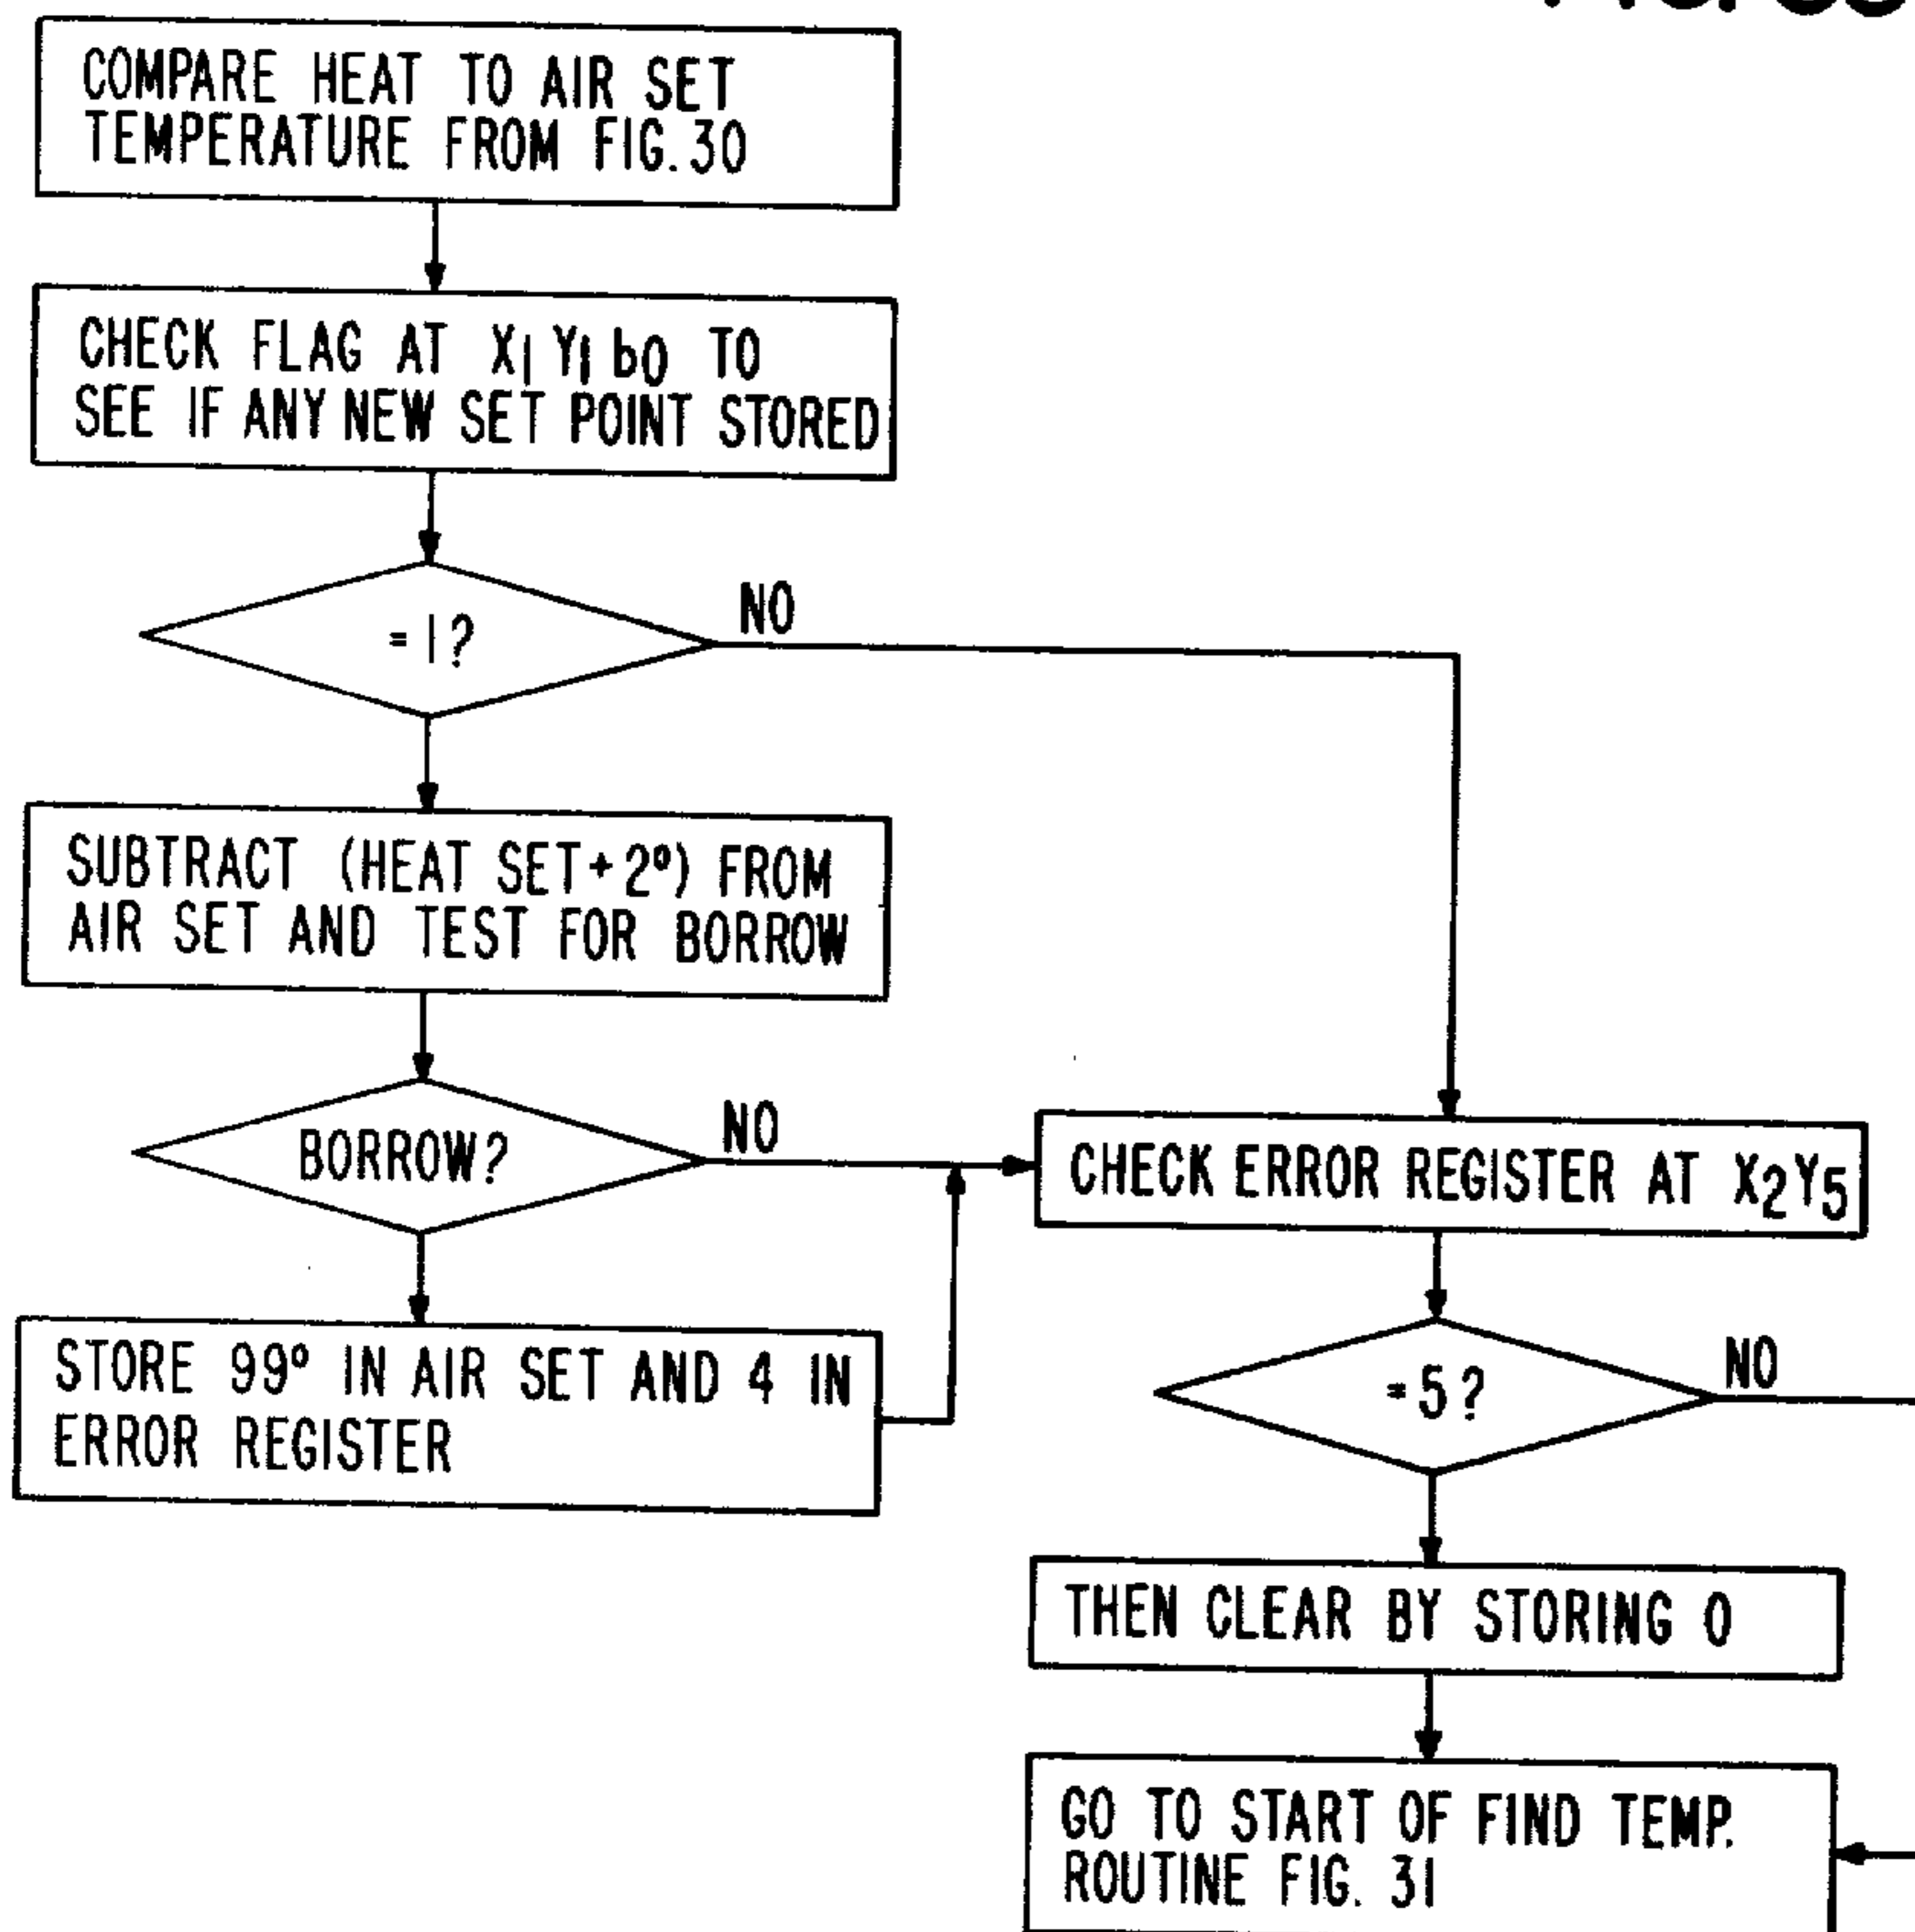 COMPARE HEAT TO AIR SET
TEMPERATURE FROM FIG.30
CHECK FLAG AT X₁ Y₁ b₀ TO
SEE IF ANY NEW SET POINT STORED
=1?
NO
SUBTRACT (HEAT SET+2º) FROM
AIR SET AND TEST FOR BORROW
BORROW?
NO
STORE 99º IN AIR SET AND 4 IN
ERROR REGISTER
CHECK ERROR REGISTER AT X₂Y₅
=5?
NO
THEN CLEAR BY STORING 0
GO TO START OF FIND TEMP.
ROUTINE FIG. 31